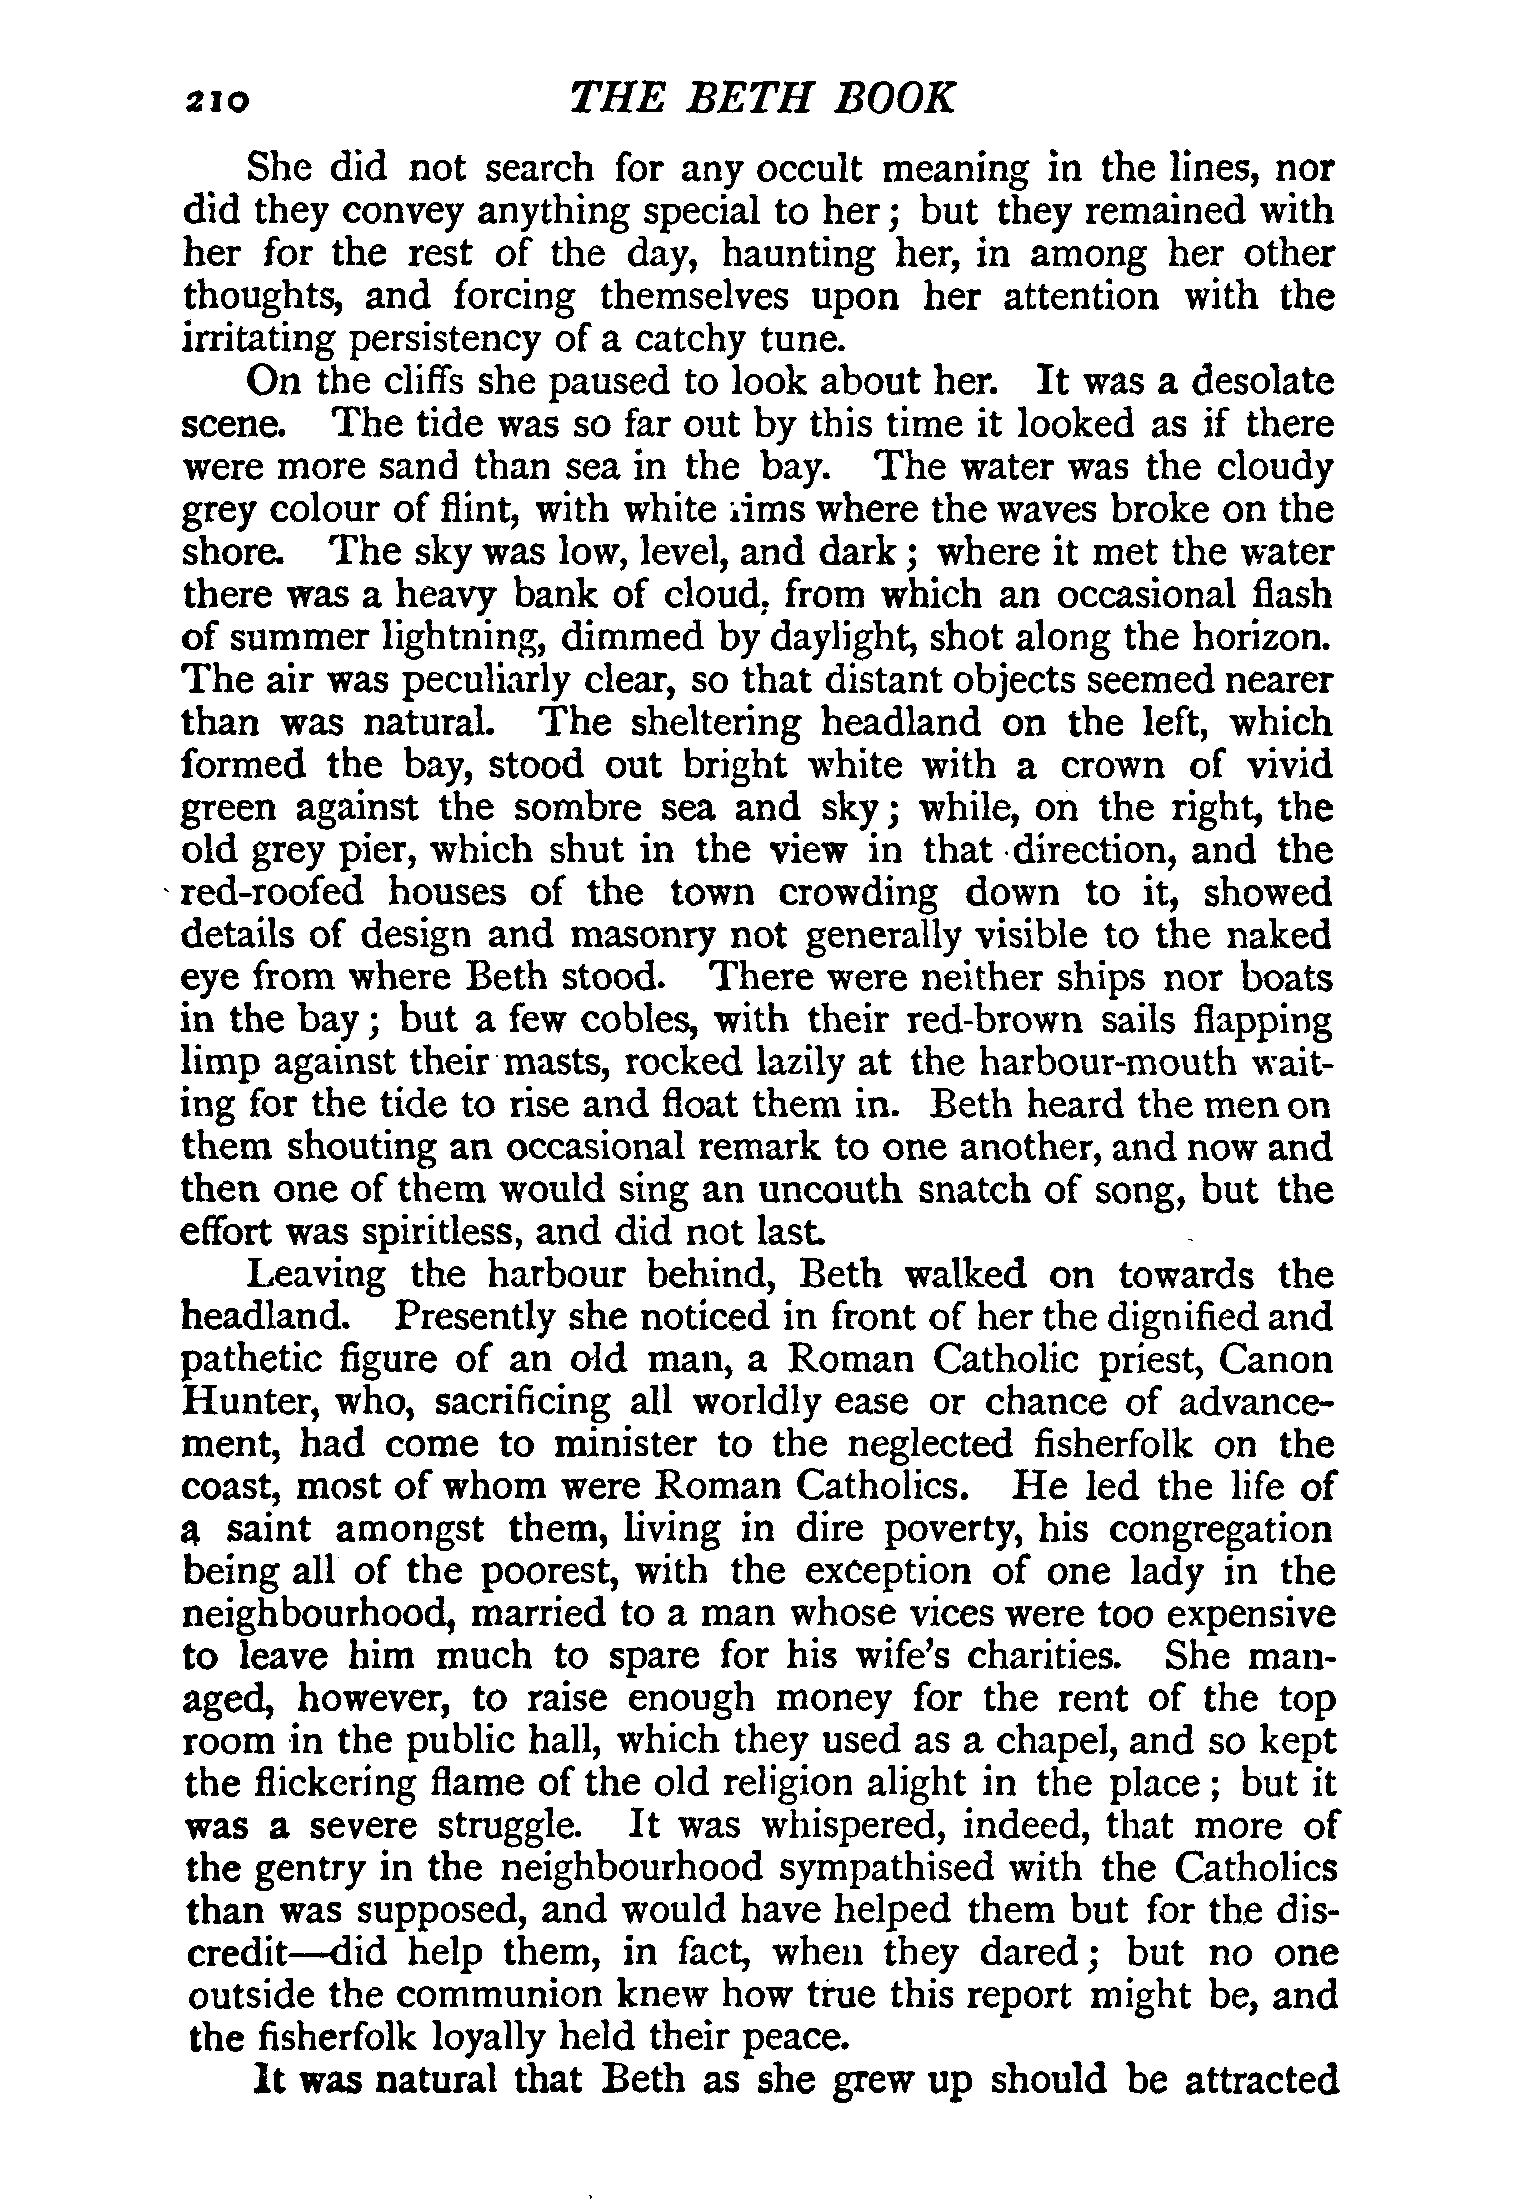 210 THE BETH BOOK
She did not search for any occult meaning in the lines, nor
did they convey anything special to her; but they remained with
her for the rest of the day, haunting her, in among her other
thoughts, and forcing themselves upon her attention with the
irritating persistency of a catchy tune.
On the cliffs she paused to look about her. It was a desolate
scene. The tide was so far out by this time it looked as if there
were more sand than sea in the bay. The water was the cloudy
grey colour of flint, with white rims where the waves broke on the
shore. The sky was low, level, and dark; where it met the water
there was a heavy bank of cloud, from which an occasional flash
of summer lightning, dimmed by daylight, shot along the horizon.
The air was peculiarly clear, so that distant objects seemed nearer
than was natural. The sheltering headland on the left, which
formed the bay, stood out bright white with a crown of vivid
green against the sombre sea and sky; while, on the right, the
old grey pier, which shut in the view in that direction, and the
red-roofed houses of the town crowding down to it, showed
details of design and masonry not generally visible to the naked
eye from where Beth stood. There were neither ships nor boats
in the bay; but a few cobles, with their red-brown sails flapping
limp against their masts, rocked lazily at the harbour-mouth wait-
ing for the tide to rise and float them in. Beth heard the men on
them shouting an occasional remark to one another, and now and
then one of them would sing an uncouth snatch of song, but the
effort was spiritless, and did not last.
Leaving the harbour behind, Beth walked on towards the
headland. Presently she noticed in front of her the dignified and
pathetic figure of an old man, a Roman Catholic priest, Canon
Hunter, who, sacrificing all worldly ease or chance of advance-
ment, had come to minister to the neglected fisherfolk on the
coast, most of whom were Roman Catholics. He led the life of
a saint amongst them, living in dire poverty, his congregation
being all of the poorest, with the exception of one lady in the
neighbourhood, married to a man whose vices were too expensive
to leave him much to spare for his wife's charities. She man-
aged, however, to raise enough money for the rent of the top
room in the public hall, which they used as a chapel, and so kept
the flickering flame of the old religion alight in the place; but it
was a severe struggle. It was whispered, indeed, that more of
the gentry in the neighbourhood sympathised with the Catholics
than was supposed, and would have helped them but for the dis-
credit—did help them, in fact, when they dared; but no one
outside the communion knew how true this report might be, and
the fisherfolk loyally held their peace.
It was natural that Beth as she grew up should be attracted